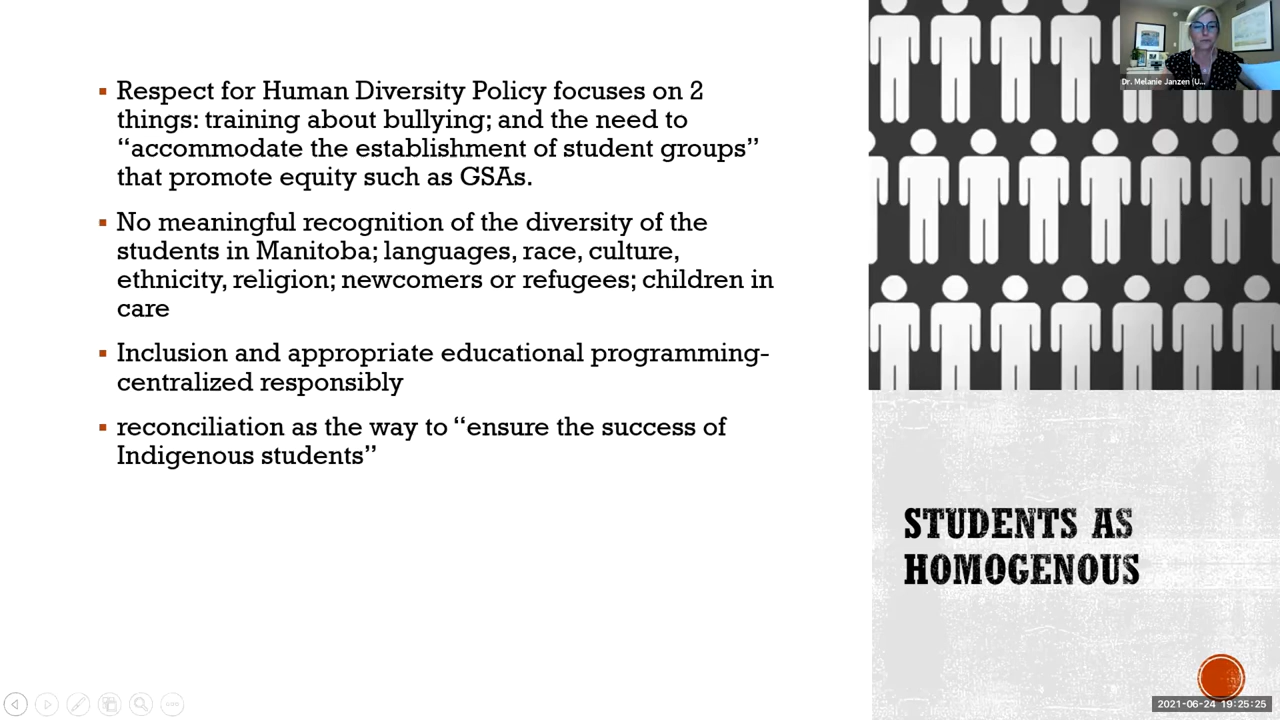 Respect for Human Diversity Policy focuses on 2
things: training about bullying; and the need to
“accommodate the establishment of student groups”
that promote equity such as GSAs.
No meaningful recognition of the diversity of the
students in Manitoba; languages, race, culture,
ethnicity, religion; newcomers or refugees; children in
care
Inclusion and appropriate educational programming-
centralized responsibly
reconciliation as the way to “ensure the success of
Indigenous students”
Dr. Melanie Janzen (U...
STUDENTS AS
HOMOGENOUS
2021-06-24 19:25:25